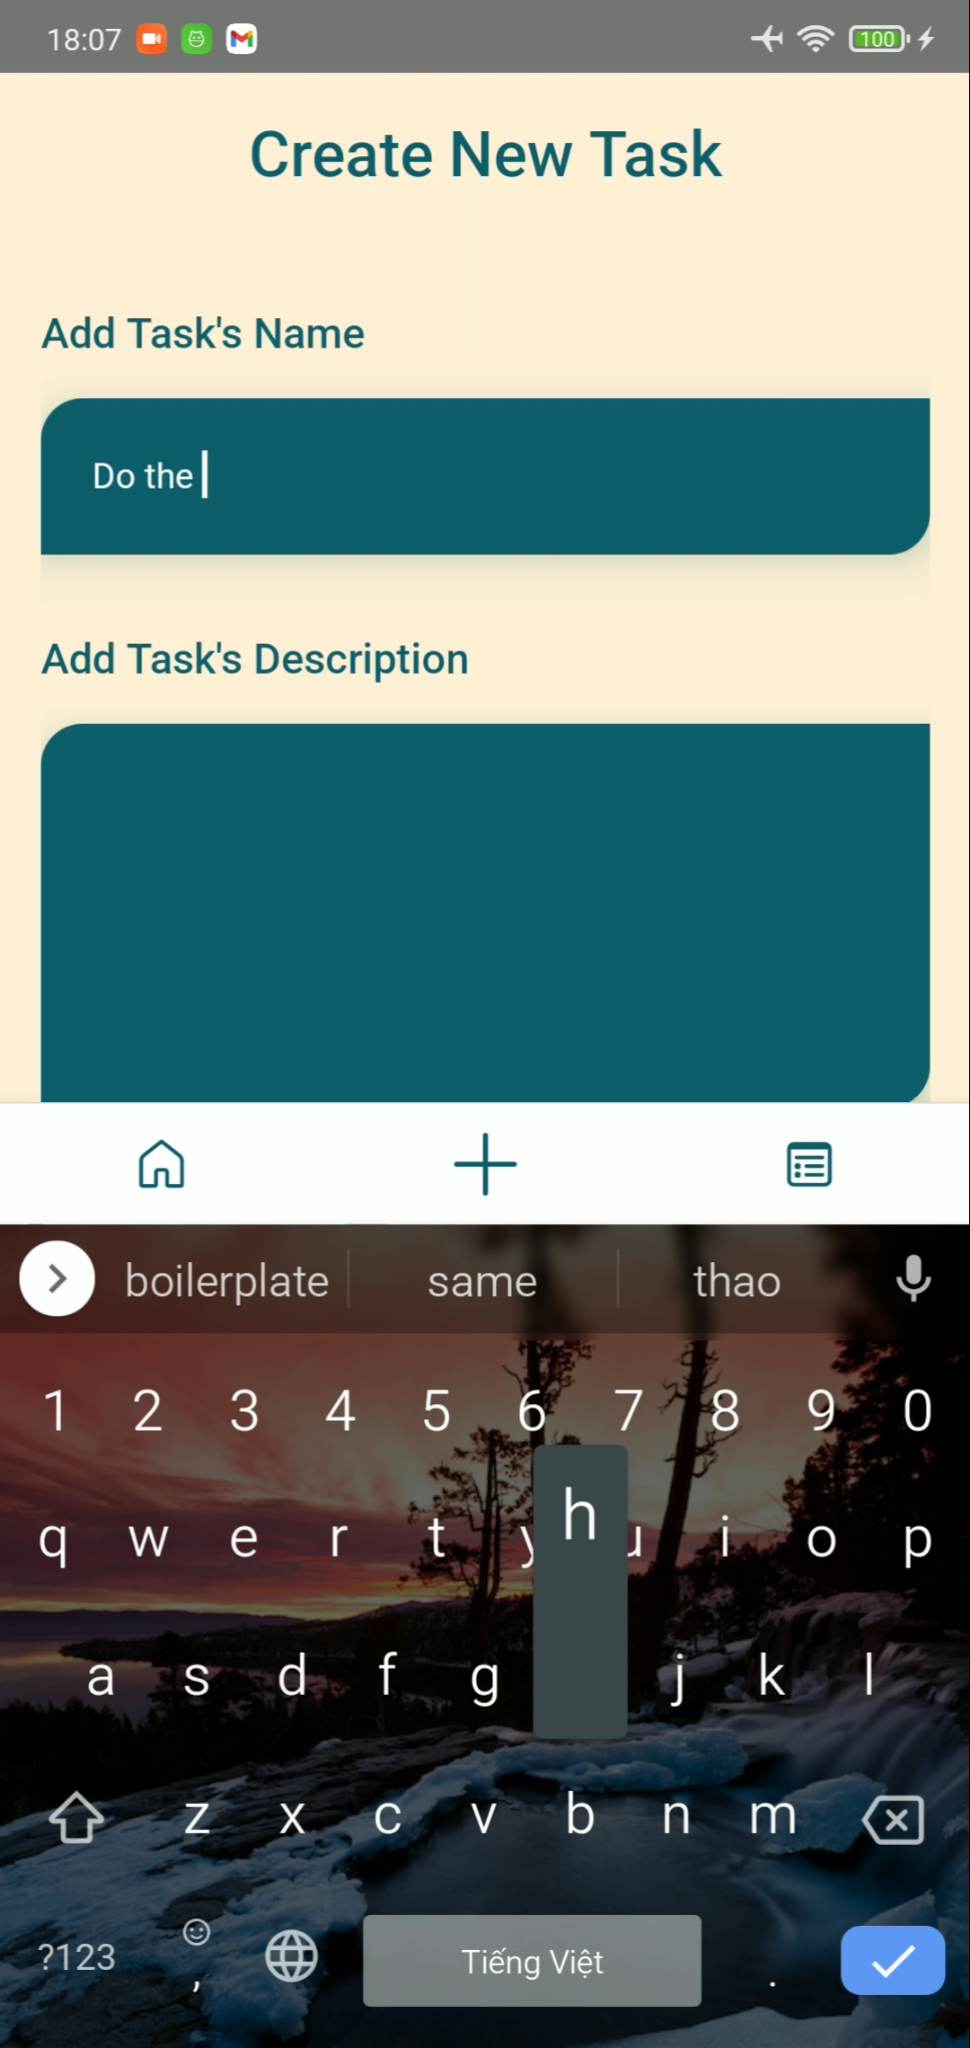 18:07
100
Create New Task
Add Task's Name
Do the
Add Task's Description
boilerplate same thao
1 2 3 4 5 6 7 8 9 0
q w e r t y h u i o p
a s d f g j k l
z x c v b n m
?123 , Tiếng Việt .